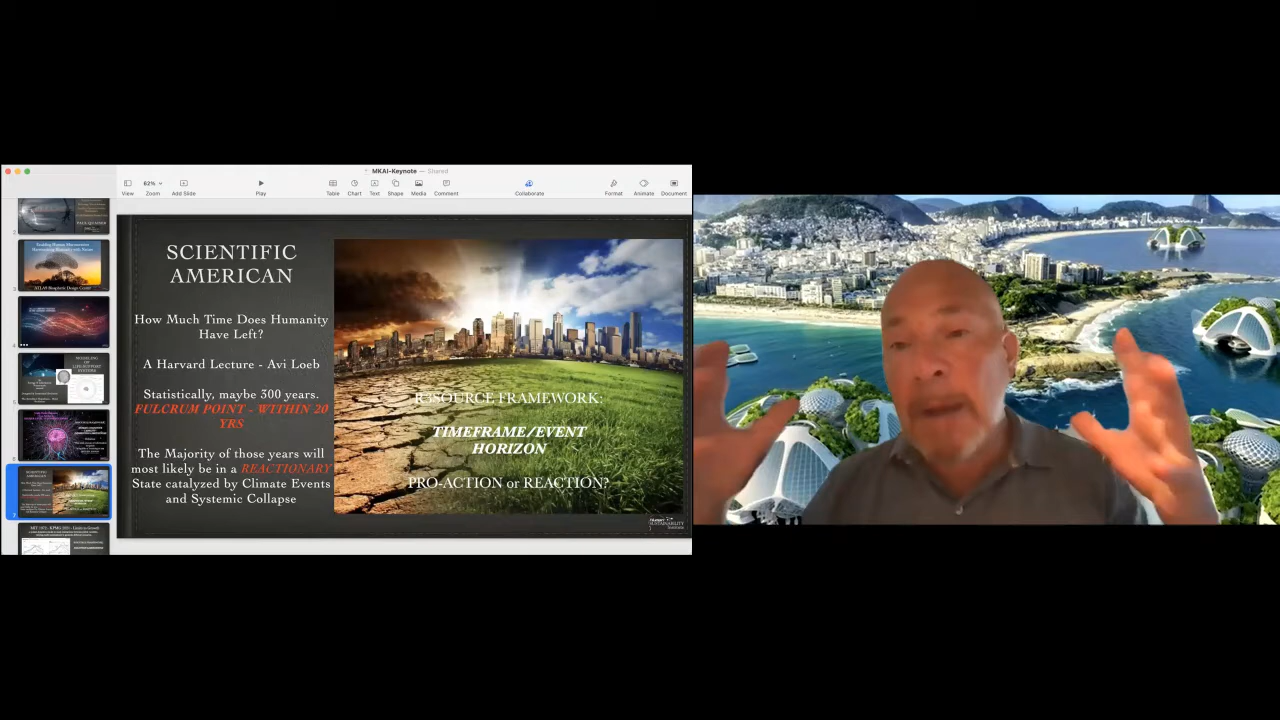 MKAI-Keynote — Shared
62%
View
Zoom
Add Slide
Play
Table
Chart
Text
Shape
Media
Comment
Collaborate
Format
Animate
Document
SCIENTIFIC
AMERICAN
How Much Time Does Humanity
Have Left?
A Harvard Lecture - Avi Loeb
Statistically, maybe 300 years.
FULCRUM POINT - WITHIN 20
YRS
The Majority of those years will
most likely be in a REACTIONARY
State catalyzed by Climate Events
and Systemic Collapse
R3SOURCE FRAMEWORK:
TIMEFRAME/EVENT
HORIZON
PRO-ACTION or REACTION?